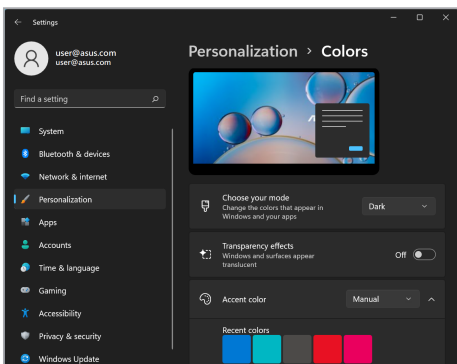 Settings
user@asus.com
user@asus.com
Find a setting
System
Bluetooth & devices
Network & internet
Personalization
Apps
Accounts
Time & language
Gaming
Accessibility
Privacy & security
Windows Update
Personalization > Colors
Choose your mode
Change the colors that appear in
Windows and your apps
Dark
Transparency effects
Windows and surfaces appear
translucent
Off
Accent color
Manual
Recent colors